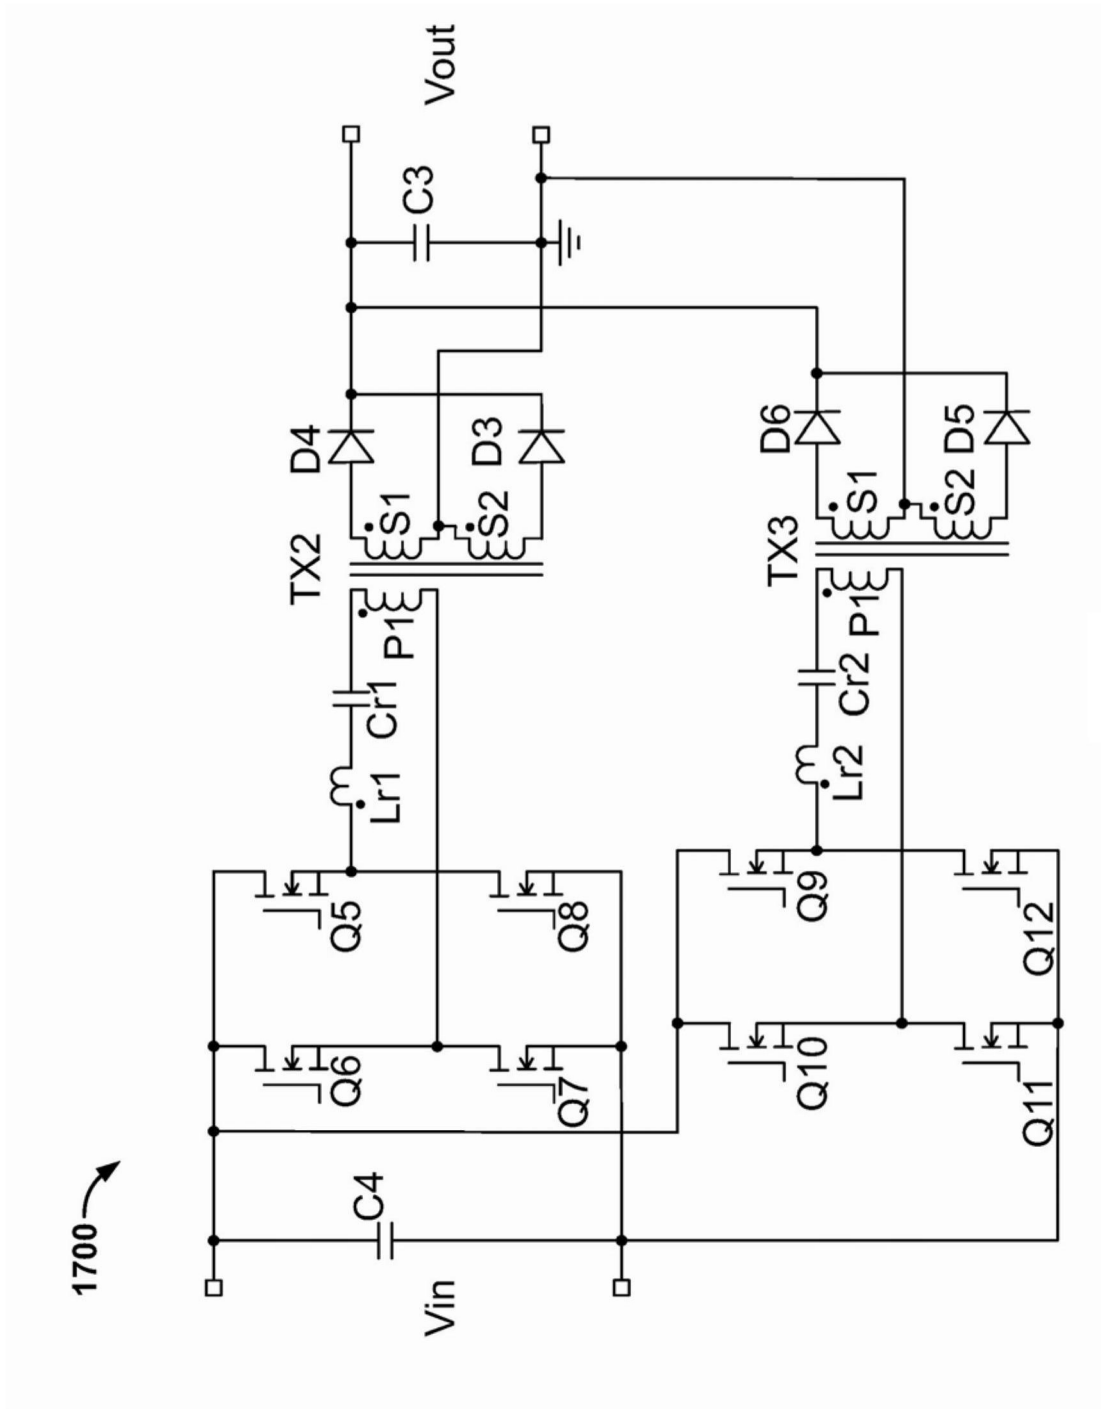 1700
Vin
C4
Q6
Q5
Q7
Q8
Lr1
Cr1
P1
TX2
S1
S2
D4
D3
C3
Vout
Q10
Q9
Q11
Q12
Lr2
Cr2
P1
TX3
S1
S2
D6
D5